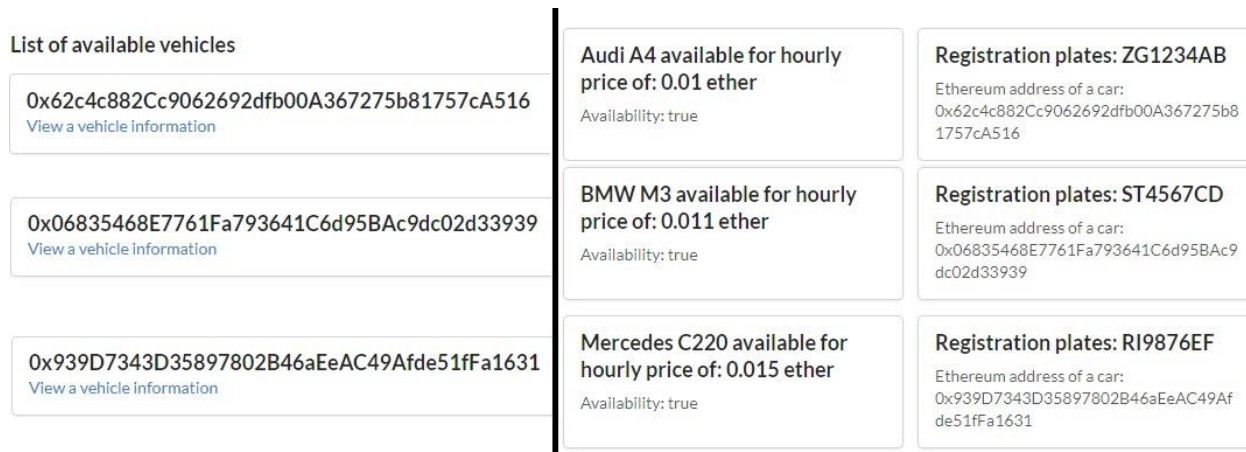 List of available vehicles
0x62c4c882Cc9062692dfb00A367275b81757cA516
View a vehicle information
0x06835468E7761Fa793641C6d95BAc9dc02d33939
View a vehicle information
0x939D7343D35897802B46aEeAC49Afde51fFa1631
View a vehicle information
Audi A4 available for hourly
price of: 0.01 ether
Availability: true
Registration plates: ZG1234AB
Ethereum address of a car:
0x62c4c882Cc9062692dfb00A367275b8
1757cA516
BMW M3 available for hourly
price of: 0.011 ether
Availability: true
Registration plates: ST4567CD
Ethereum address of a car:
0x06835468E7761Fa793641C6d95BAc9
dc02d33939
Mercedes C220 available for
hourly price of: 0.015 ether
Availability: true
Registration plates: RI9876EF
Ethereum address of a car:
0x939D7343D35897802B46aEeAC49Af
de51fFa1631